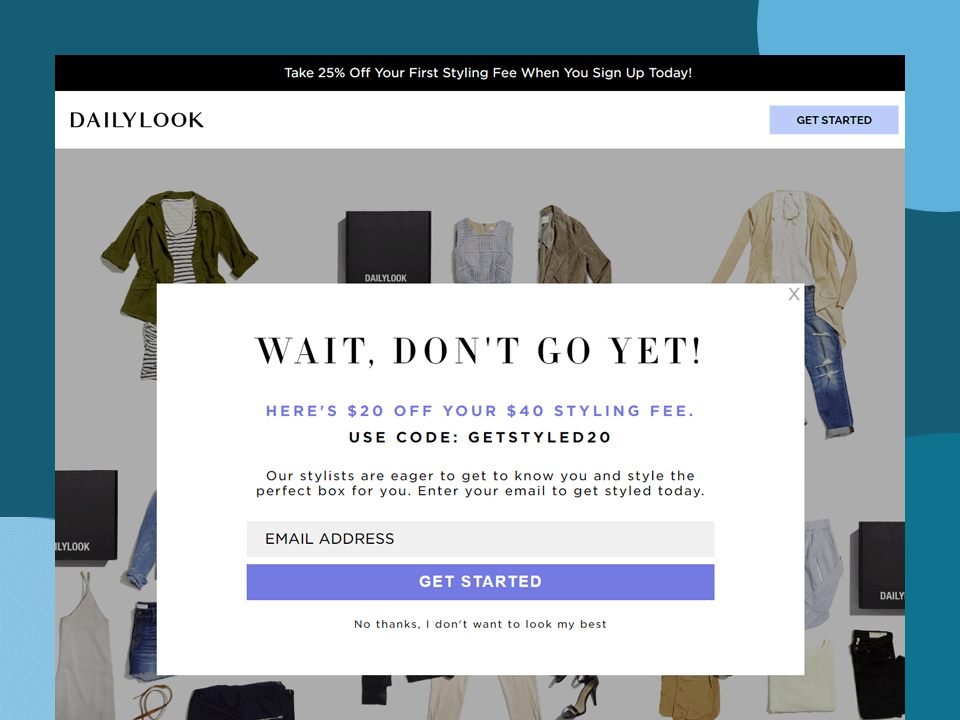 Take 25% Off Your First Styling Fee When You Sign Up Today!
DAILYLOOK
GET STARTED
DAILYLOOK
X
WAIT, DON'T GO YET!
HERE'S $20 OFF YOUR $40 STYLING FEE.
USE CODE: GETSTYLED20
Our stylists are eager to get to know you and style the
perfect box for you. Enter your email to get styled today.
EMAIL ADDRESS
ILYLOOK
GET STARTED
DAILY
No thanks, I don't want to look my best